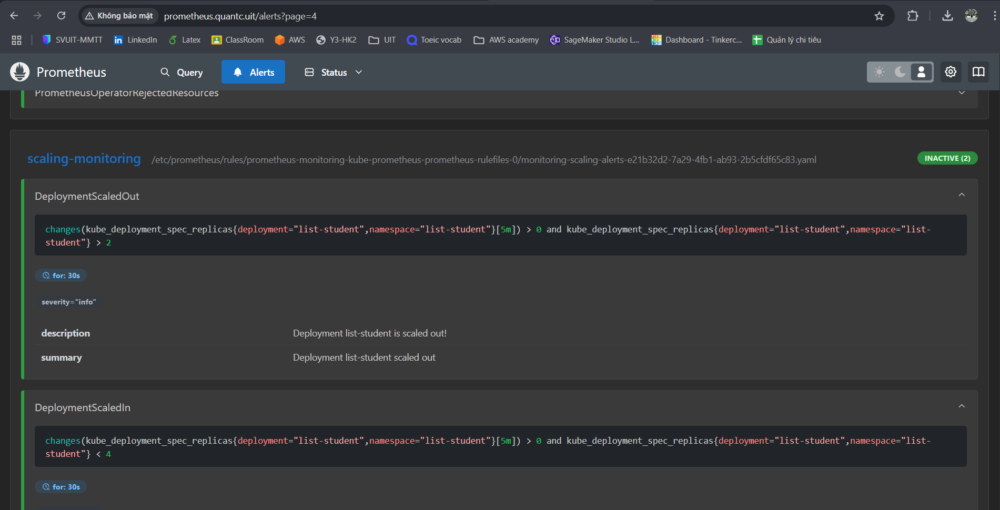 Không bảo mật prometheus.quantc.uit/alerts?page=4
SVUIT-MMTT LinkedIn Latex ClassRoom AWS Y3-HK2 UIT Toeic vocab AWS academy SageMaker Studio L... Dashboard - Tinkerc... Quản lý chi tiêu
Prometheus Query Alerts Status
PrometheusOperatorRejectedResources
scaling-monitoring /etc/prometheus/rules/prometheus-monitoring-kube-prometheus-prometheus-rulefiles-0/monitoring-scaling-alerts-e21b32d2-7a29-4fb1-ab93-2b5cfdf65c83.yaml INACTIVE (2)
DeploymentScaledOut
changes(kube_deployment_spec_replicas{deployment="list-student",namespace="list-student"}[5m]) > 0 and kube_deployment_spec_replicas{deployment="list-student",namespace="list-
student"} > 2
for: 30s
severity="info"
description Deployment list-student is scaled out!
summary Deployment list-student scaled out
DeploymentScaledIn
changes(kube_deployment_spec_replicas{deployment="list-student",namespace="list-student"}[5m]) > 0 and kube_deployment_spec_replicas{deployment="list-student",namespace="list-
student"} < 4
for: 30s